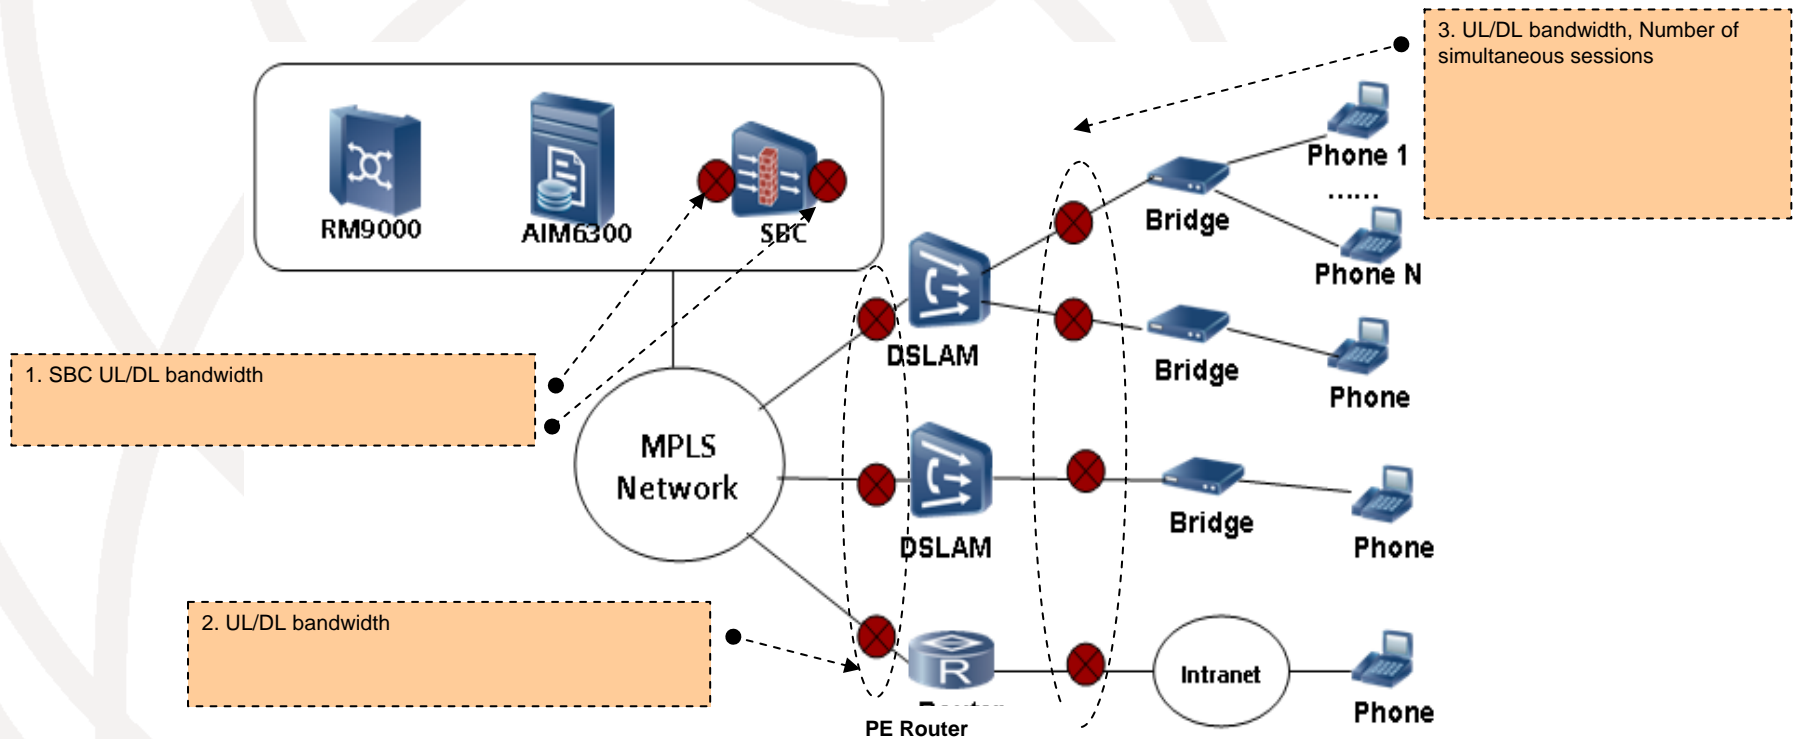 3. UL/DL bandwidth, Number of
simultaneous sessions
RM9000
AIM6300
SBC
Phone 1
......
Bridge
Phone N
DSLAM
Bridge
Phone
1. SBC UL/DL bandwidth
MPLS
Network
DSLAM
Bridge
Phone
2. UL/DL bandwidth
R
Intranet
Phone
PE Router